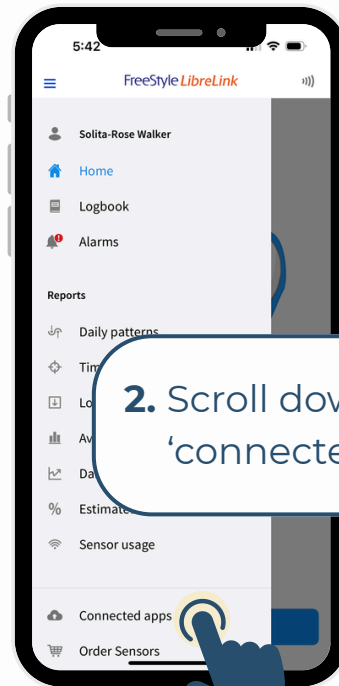 5:42
FreeStyle LibreLink
Solita-Rose Walker
Home
Logbook
Alarms
Reports
Daily patterns
2. Scroll
'connecte
Estimate
Sensor usage
Connected apps
Order Sensors